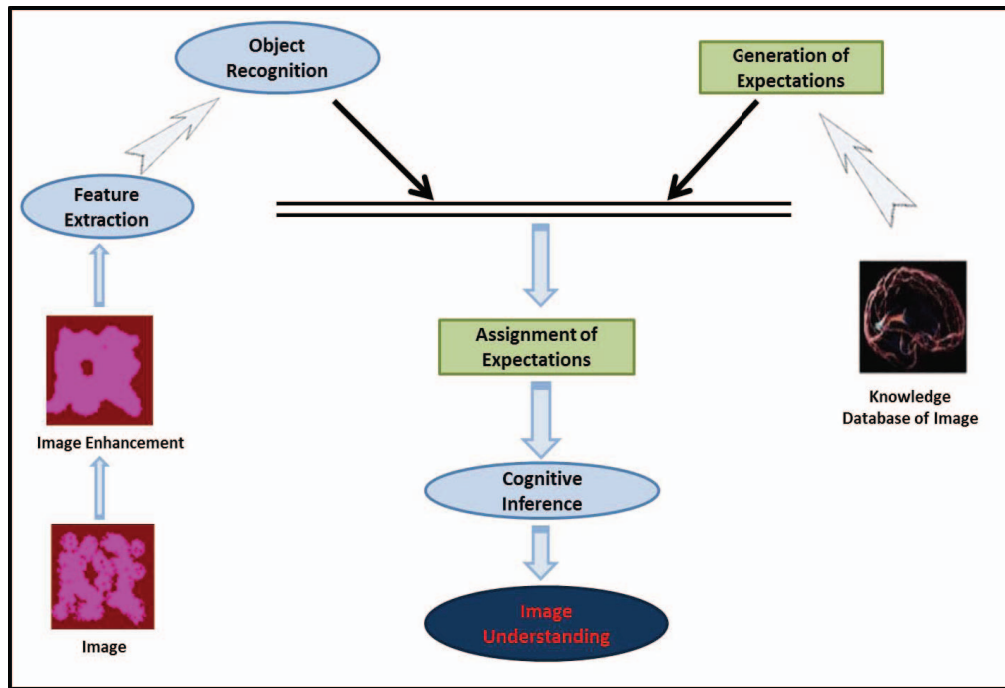 Object
Recognition
Generation of
Expectations
Feature
Extraction
Assignment of
Expectations
Knowledge
Database of Image
Image Enhancement
Cognitive
Inference
Image
Understanding
Image